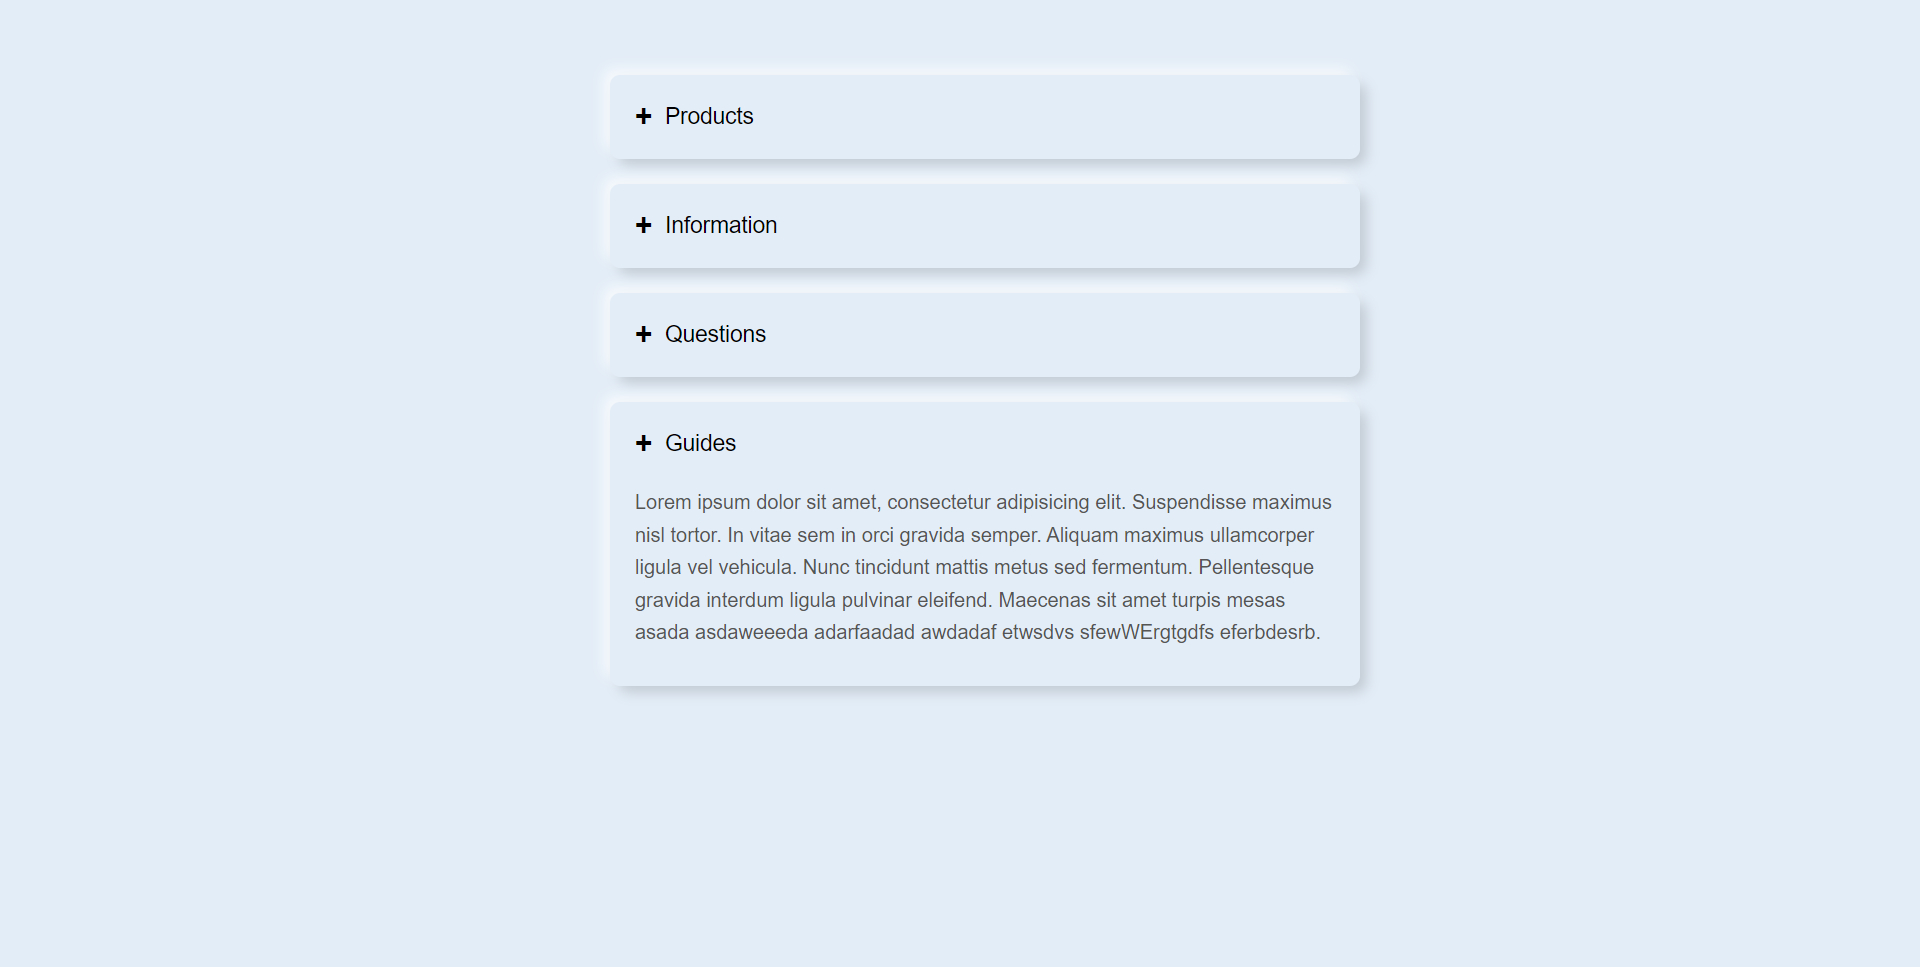 + Products
+ Information
+ Questions
+ Guides
Lorem ipsum dolor sit amet, consectetur adipisicing elit. Suspendisse maximus
nisl tortor. In vitae sem in orci gravida semper. Aliquam maximus ullamcorper
ligula vel vehicula. Nunc tincidunt mattis metus sed fermentum. Pellentesque
gravida interdum ligula pulvinar eleifend. Maecenas sit amet turpis mesas
asada asdaweeeda adarfaadad awdadaf etwsdvs sfewWErgtgdfs eferbdesrb.